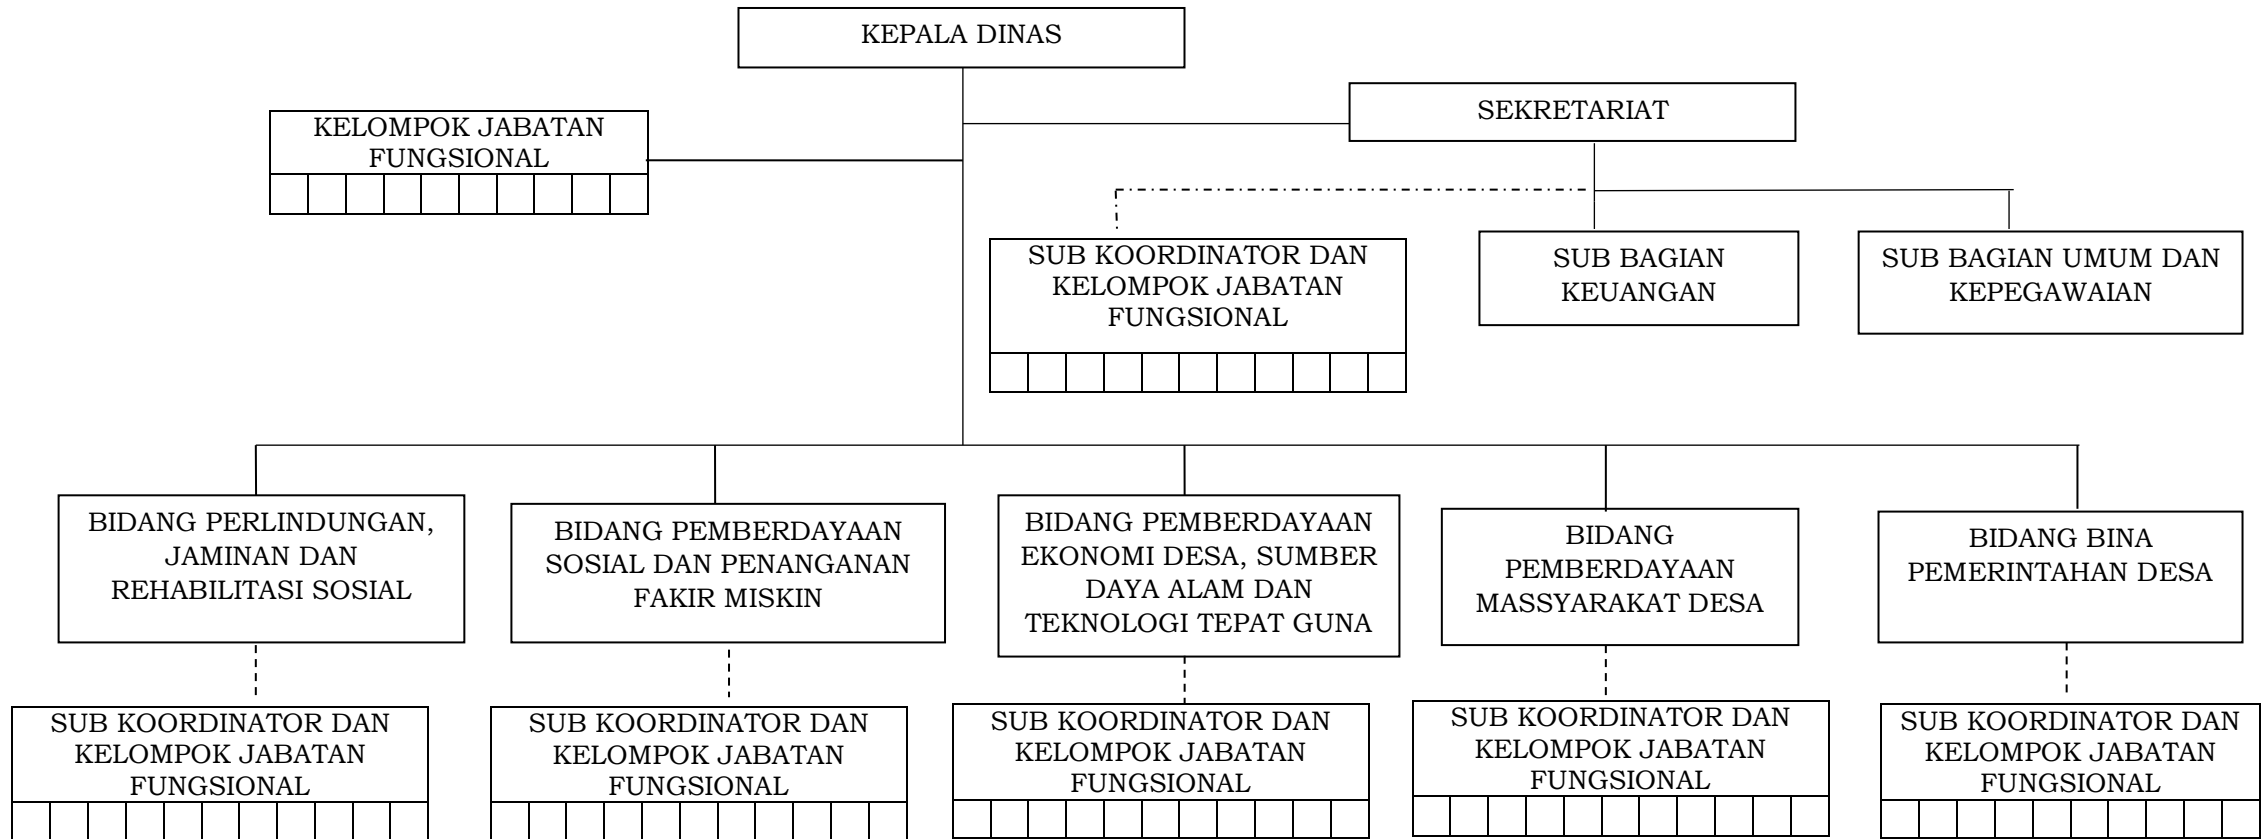 KEPALA DINAS
SEKRETARIAT
KELOMPOK JABATAN
FUNGSIONAL
SUB KOORDINATOR DAN
KELOMPOK JABATAN
FUNGSIONAL
SUB BAGIAN
KEUANGAN
SUB BAGIAN UMUM DAN
KEPEGAWAIAN
BIDANG PERLINDUNGAN,
JAMINAN DAN
REHABILITASI SOSIAL
BIDANG PEMBERDAYAAN
SOSIAL DAN PENANGANAN
FAKIR MISKIN
BIDANG PEMBERDAYAAN
EKONOMI DESA, SUMBER
DAYA ALAM DAN
TEKNOLOGI TEPAT GUNA
BIDANG
PEMBERDAYAAN
MASSYARAKAT DESA
BIDANG BINA
PEMERINTAHAN DESA
SUB KOORDINATOR DAN
KELOMPOK JABATAN
FUNGSIONAL
SUB KOORDINATOR DAN
KELOMPOK JABATAN
FUNGSIONAL
SUB KOORDINATOR DAN
KELOMPOK JABATAN
FUNGSIONAL
SUB KOORDINATOR DAN
KELOMPOK JABATAN
FUNGSIONAL
SUB KOORDINATOR DAN
KELOMPOK JABATAN
FUNGSIONAL